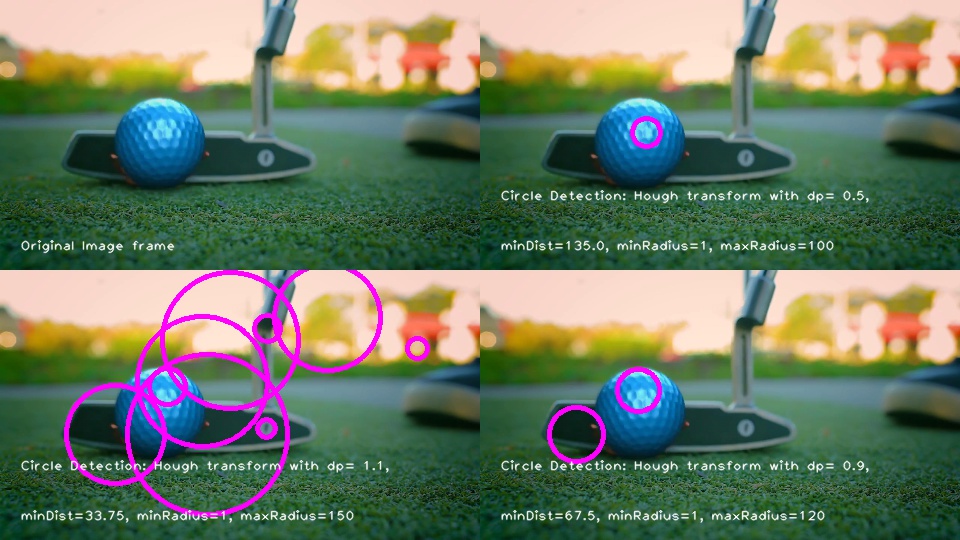 Original Image frame
Circle Detection: Hough transform with dp= 0.5,
minDist=135.0, minRadius=1, maxRadius=100
Circle Detection: Hough transform with dp= 1.1,
minDist=33.75, minRadius=1, maxRadius=150
Circle Detection: Hough transform with dp= 0.9,
minDist=67.5, minRadius=1, maxRadius=120